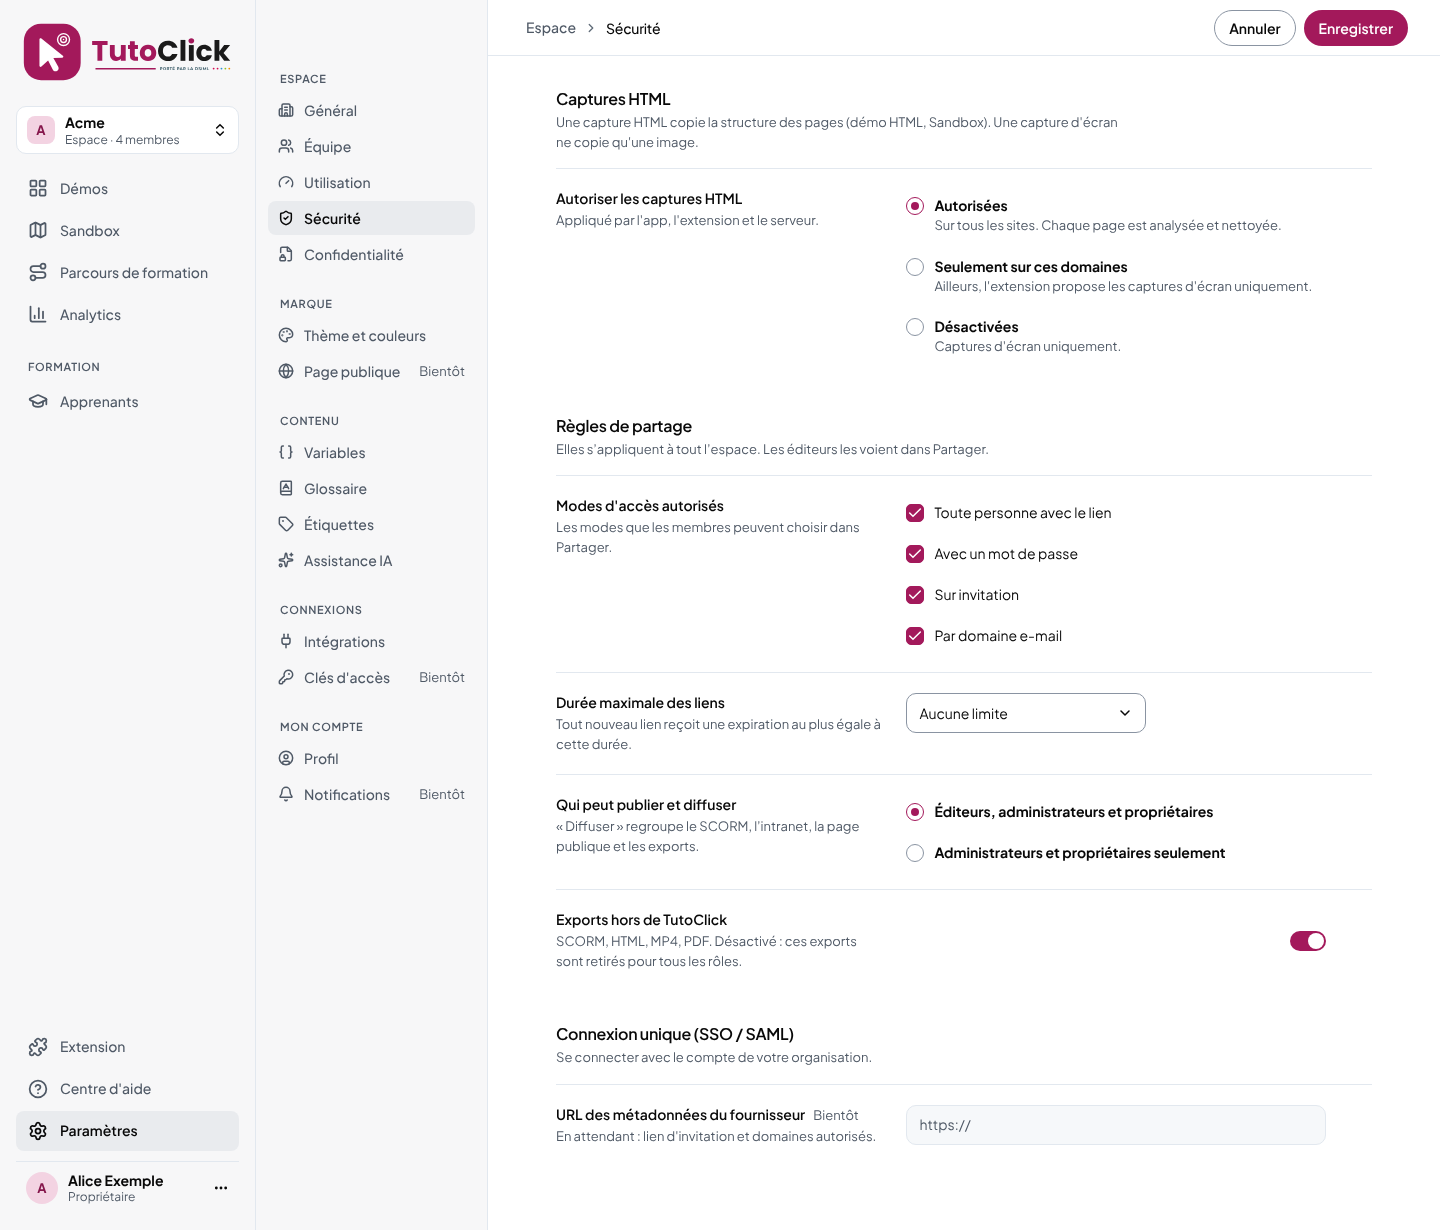 TutoClick
PORTÉ PAR LA DSIML
A
Acme
Espace · 4 membres
Démos
Sandbox
Parcours de formation
Analytics
FORMATION
Apprenants
Extension
Centre d'aide
Paramètres
A
Alice Exemple
Propriétaire
ESPACE
Général
Équipe
Utilisation
Sécurité
Confidentialité
MARQUE
Thème et couleurs
Page publique Bientôt
CONTENU
Variables
Glossaire
Étiquettes
Assistance IA
CONNEXIONS
Intégrations
Clés d'accès Bientôt
MON COMPTE
Profil
Notifications Bientôt
Espace > Sécurité
Annuler
Enregistrer
Captures HTML
Une capture HTML copie la structure des pages (démo HTML, Sandbox). Une capture d'écran
ne copie qu'une image.
Autoriser les captures HTML
Appliqué par l'app, l'extension et le serveur.
Autorisées
Sur tous les sites. Chaque page est analysée et nettoyée.
Seulement sur ces domaines
Ailleurs, l'extension propose les captures d'écran uniquement.
Désactivées
Captures d'écran uniquement.
Règles de partage
Elles s'appliquent à tout l'espace. Les éditeurs les voient dans Partager.
Modes d'accès autorisés
Les modes que les membres peuvent choisir dans
Partager.
Toute personne avec le lien
Avec un mot de passe
Sur invitation
Par domaine e-mail
Durée maximale des liens
Tout nouveau lien reçoit une expiration au plus égale à
cette durée.
Aucune limite
Qui peut publier et diffuser
« Diffuser » regroupe le SCORM, l'intranet, la page
publique et les exports.
Éditeurs, administrateurs et propriétaires
Administrateurs et propriétaires seulement
Exports hors de TutoClick
SCORM, HTML, MP4, PDF. Désactivé : ces exports
sont retirés pour tous les rôles.
Connexion unique (SSO / SAML)
Se connecter avec le compte de votre organisation.
URL des métadonnées du fournisseur Bientôt
En attendant : lien d'invitation et domaines autorisés.
https://